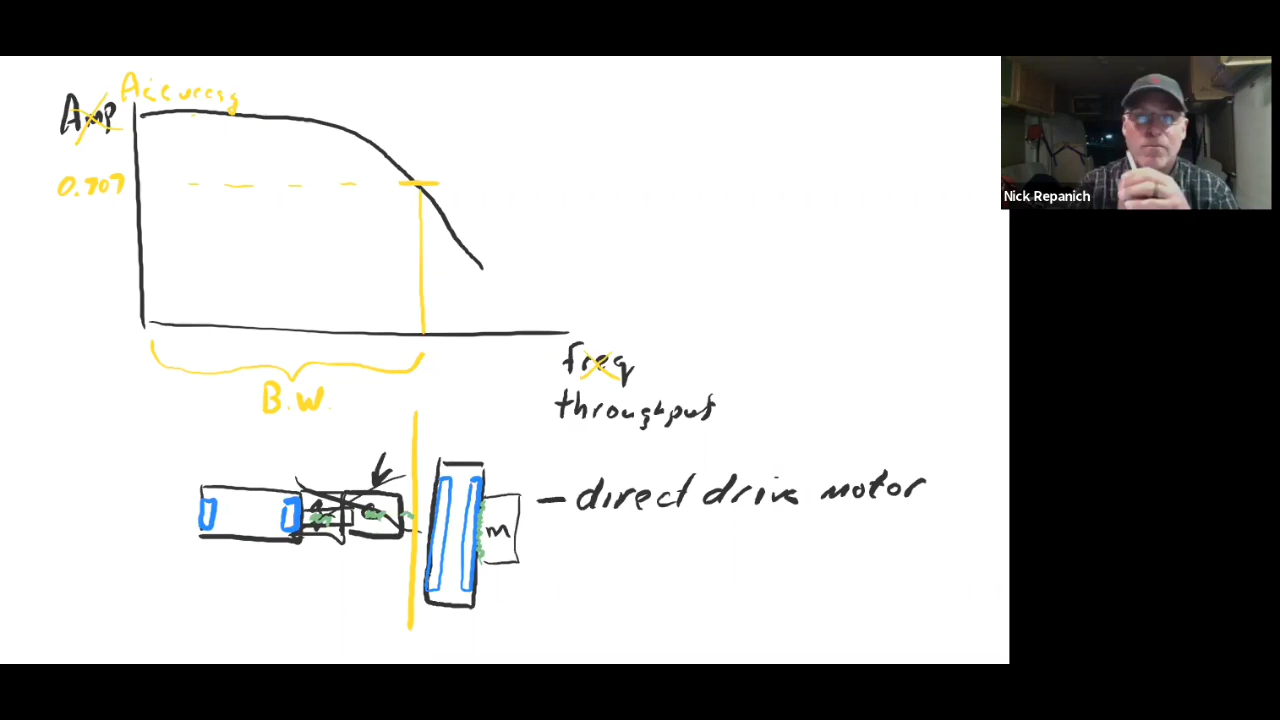 Accuracy
Amp
0.707
freq
throughput
B.W.
- direct drive motor
m
Nick Repanich